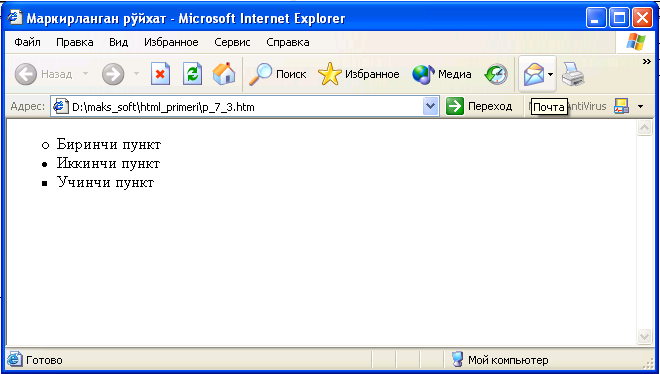 Маркирланган рўйхат - Microsoft Internet Explorer
Файл Правка Вид Избранное Сервис Справка
Назад Поиск Избранное Медиа
Адрес: D:\maks_soft\html_primeri\p_7_3.htm Переход Почта AntiVirus
Биринчи пункт
Иккинчи пункт
Учинчи пункт
Готово Мой компьютер